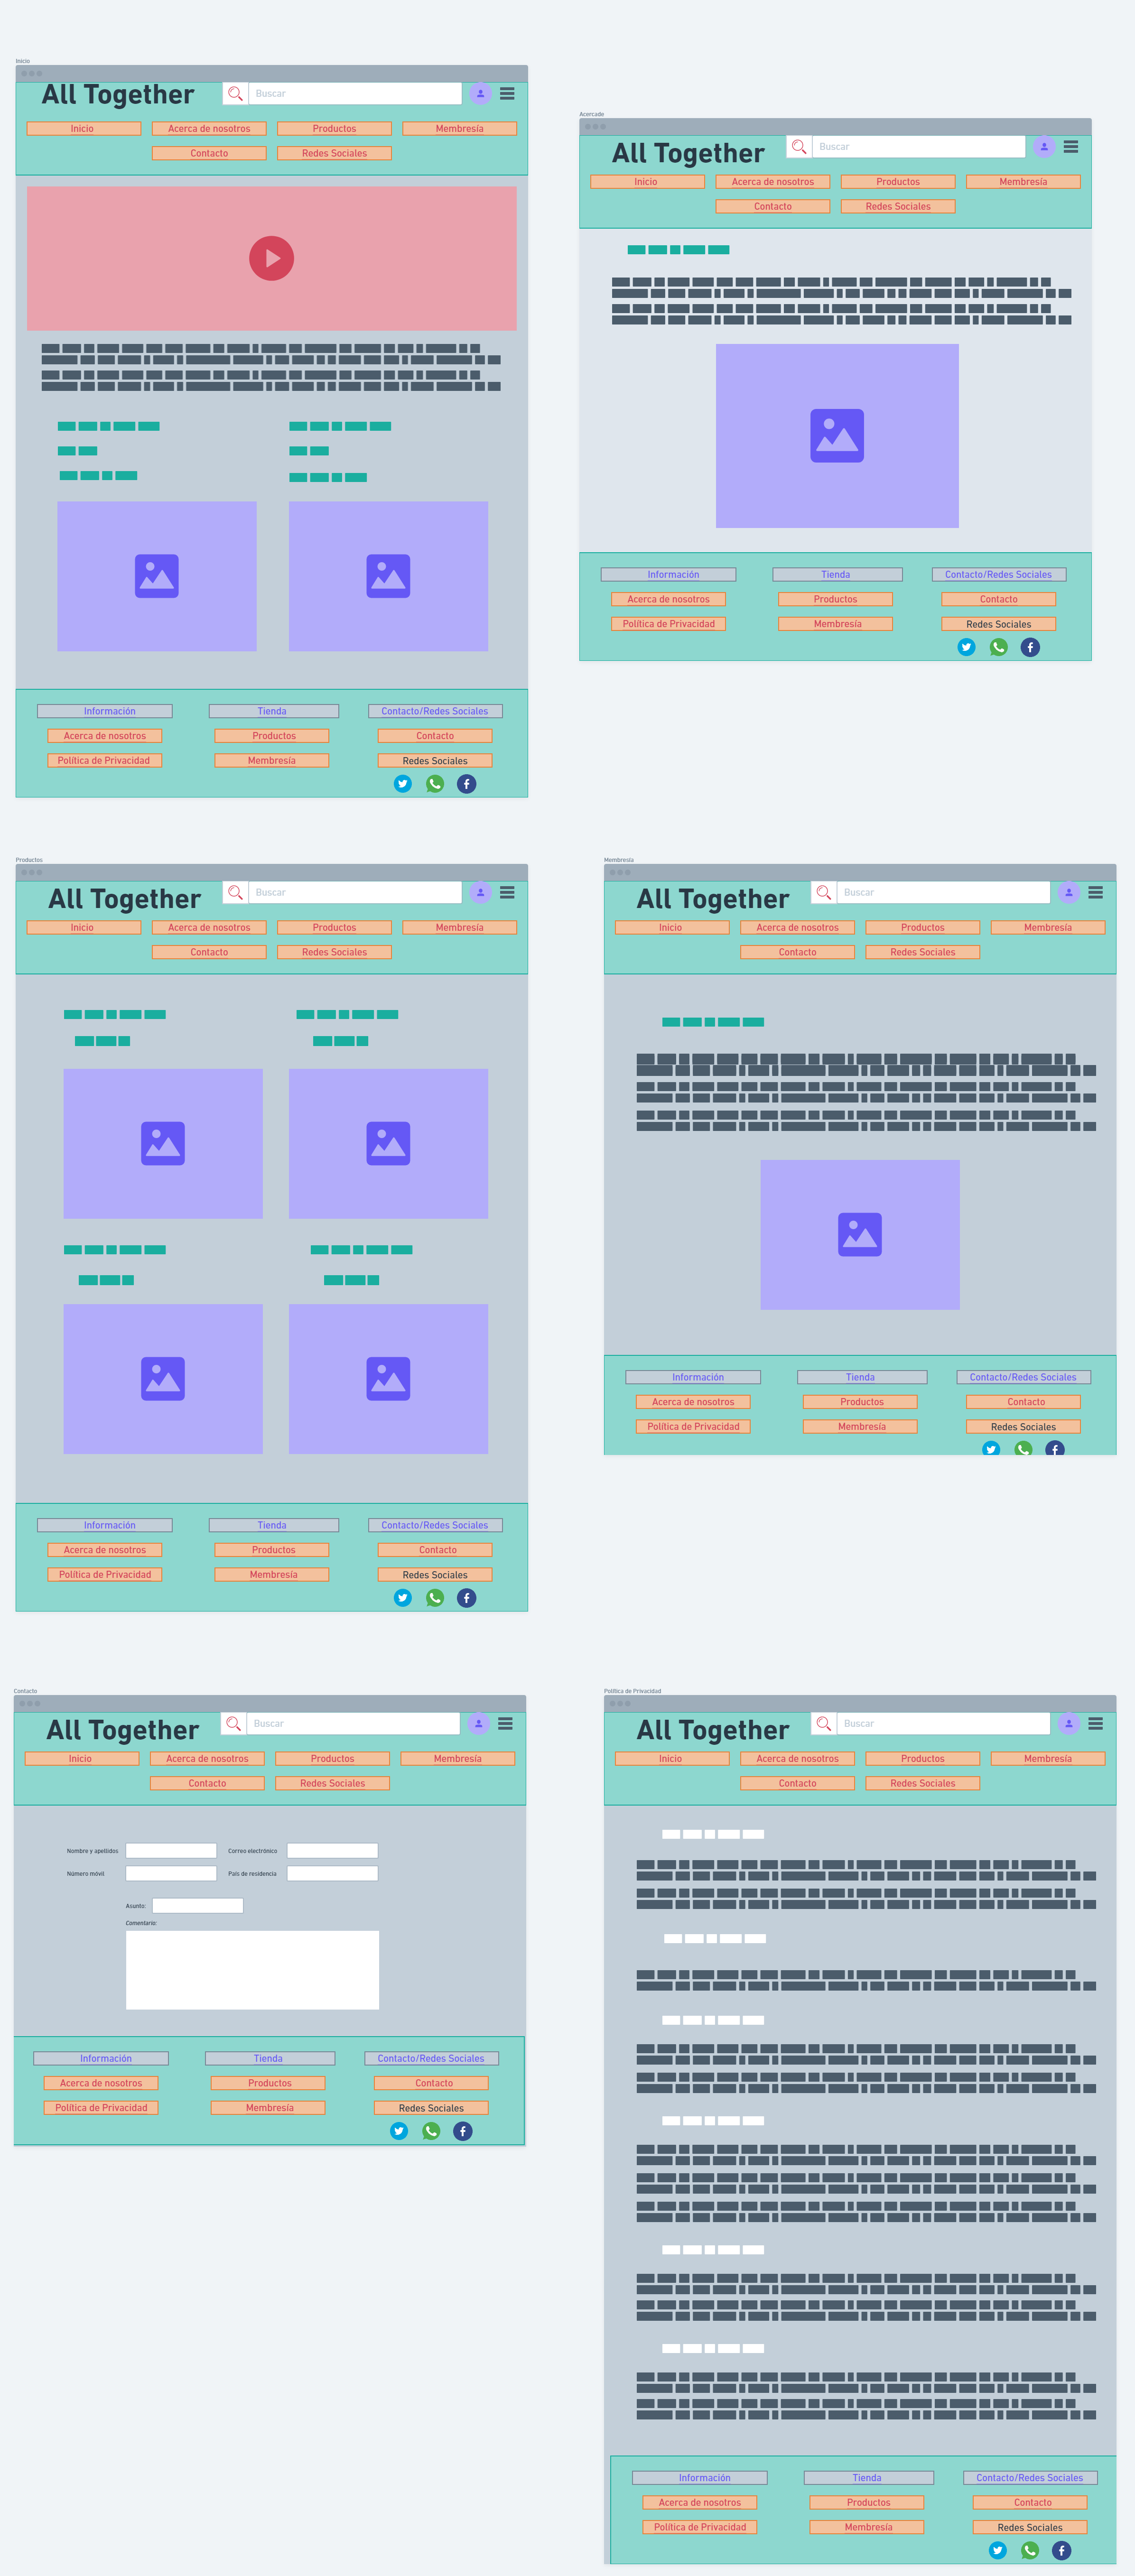 Inicio
All Together
Buscar
Inicio
Acerca de nosotros
Productos
Membresía
Contacto
Redes Sociales
Información
Tienda
Contacto/Redes Sociales
Acerca de nosotros
Productos
Contacto
Política de Privacidad
Membresía
Redes Sociales
Acercade
All Together
Buscar
Inicio
Acerca de nosotros
Productos
Membresía
Contacto
Redes Sociales
Información
Tienda
Contacto/Redes Sociales
Acerca de nosotros
Productos
Contacto
Política de Privacidad
Membresía
Redes Sociales
Productos
All Together
Buscar
Inicio
Acerca de nosotros
Productos
Membresía
Contacto
Redes Sociales
Información
Tienda
Contacto/Redes Sociales
Acerca de nosotros
Productos
Contacto
Política de Privacidad
Membresía
Redes Sociales
Membresía
All Together
Buscar
Inicio
Acerca de nosotros
Productos
Membresía
Contacto
Redes Sociales
Información
Tienda
Contacto/Redes Sociales
Acerca de nosotros
Productos
Contacto
Política de Privacidad
Membresía
Redes Sociales
Contacto
All Together
Buscar
Inicio
Acerca de nosotros
Productos
Membresía
Contacto
Redes Sociales
Nombre y apellidos
Correo electrónico
Número móvil
País de residencia
Asunto:
Comentario:
Información
Tienda
Contacto/Redes Sociales
Acerca de nosotros
Productos
Contacto
Política de Privacidad
Membresía
Redes Sociales
Política de Privacidad
All Together
Buscar
Inicio
Acerca de nosotros
Productos
Membresía
Contacto
Redes Sociales
Información
Tienda
Contacto/Redes Sociales
Acerca de nosotros
Productos
Contacto
Política de Privacidad
Membresía
Redes Sociales